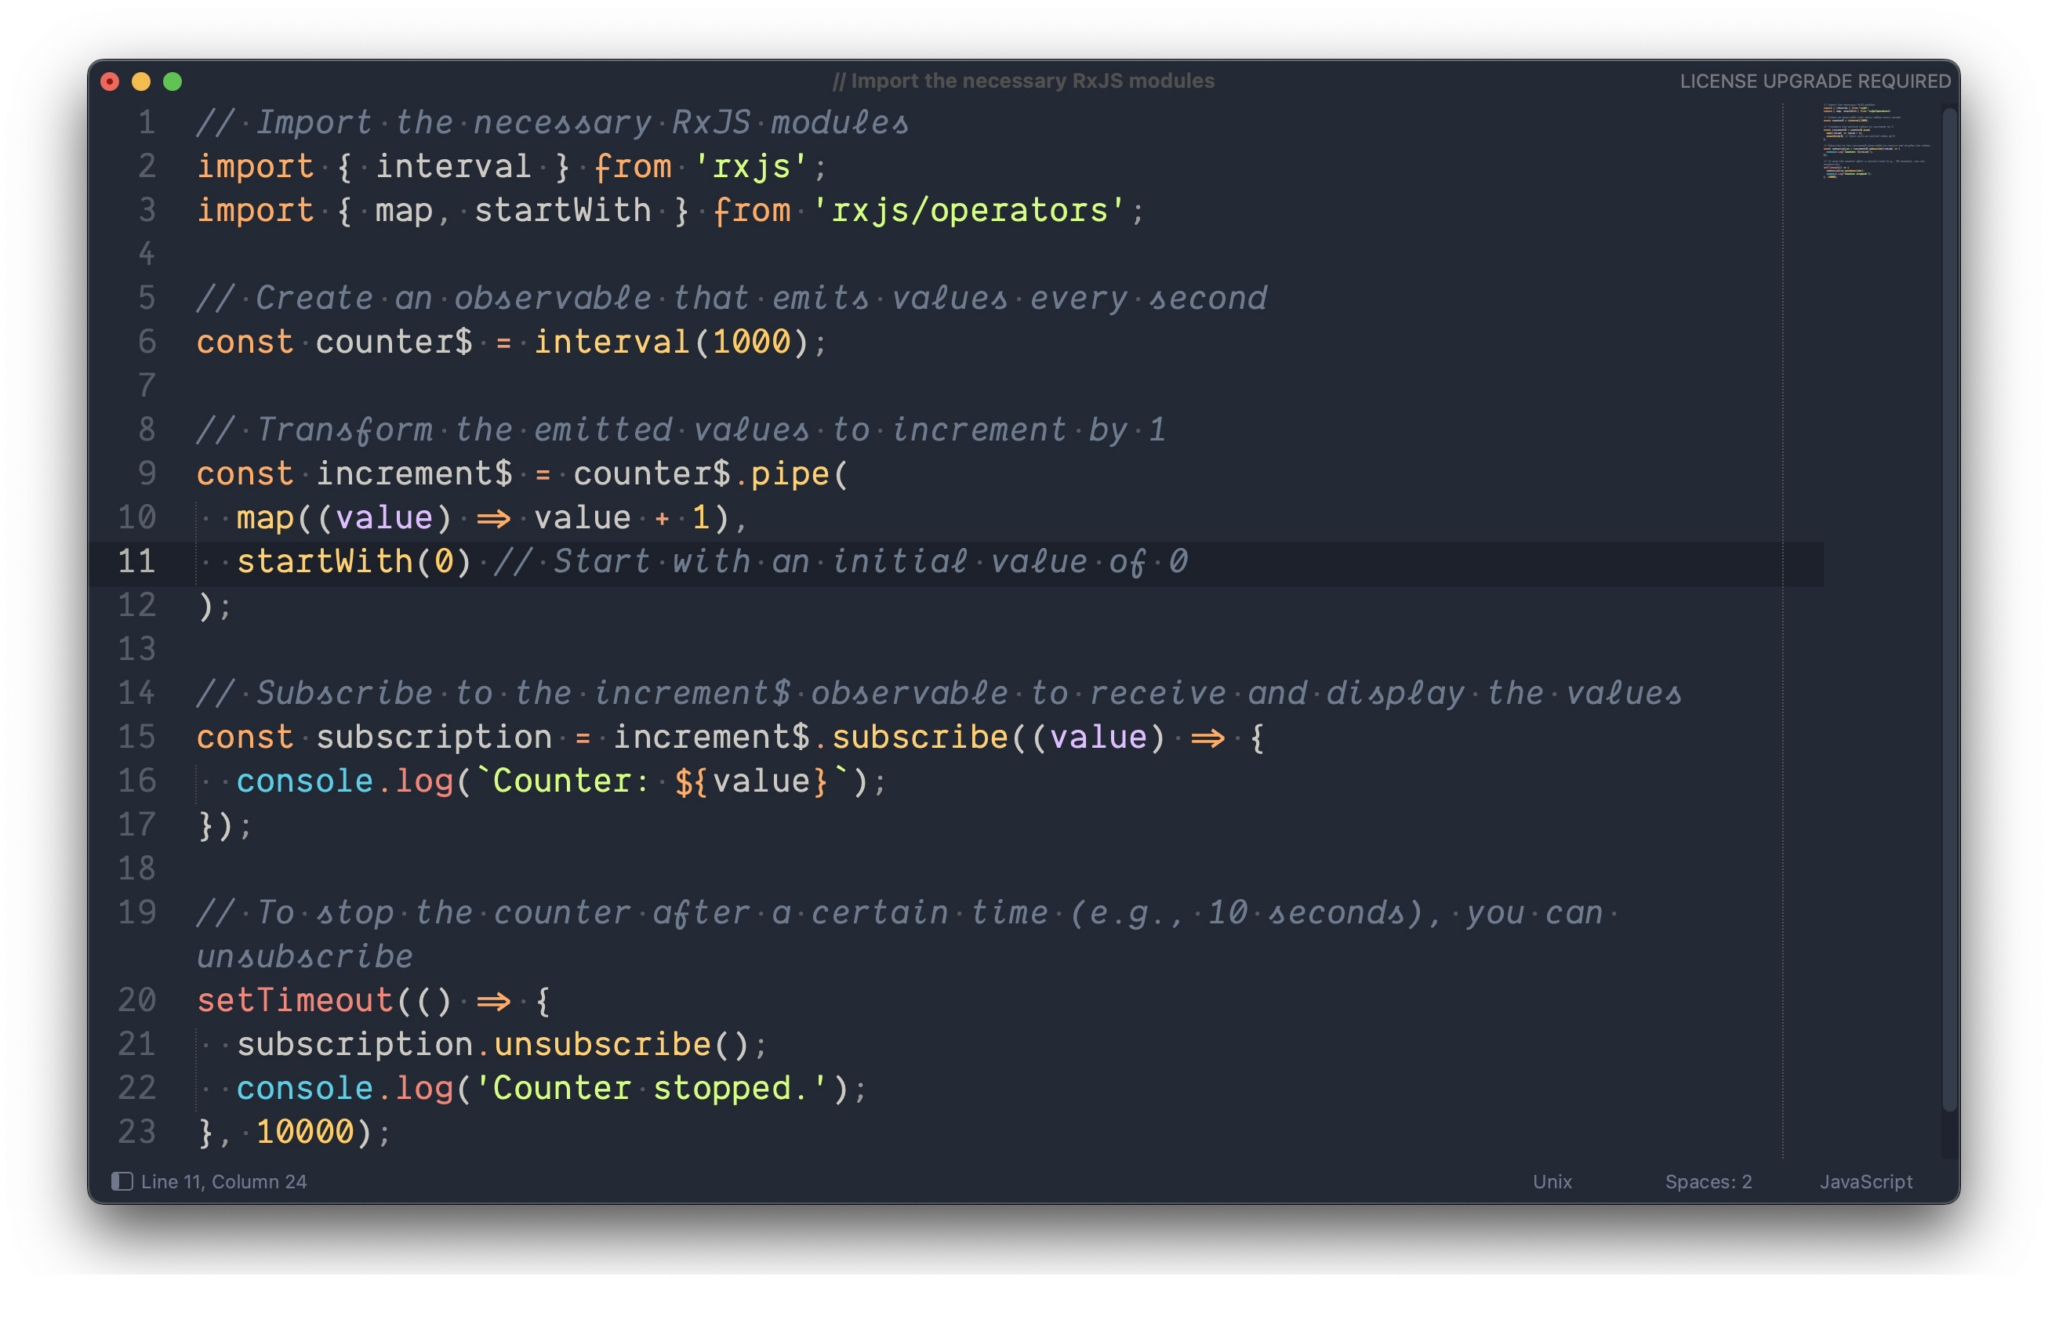 // Import the necessary RxJS modules
LICENSE UPGRADE REQUIRED
1 // Import the necessary RxJS modules
2 import { interval } from 'rxjs';
3 import { map, startWith } from 'rxjs/operators';
4
5 // Create an observable that emits values every second
6 const counter$ = interval(1000);
7
8 // Transform the emitted values to increment by 1
9 const increment$ = counter$.pipe(
10   map((value) => value + 1),
11   startWith(0) // Start with an initial value of 0
12 );
13
14 // Subscribe to the increment$ observable to receive and display the values
15 const subscription = increment$.subscribe((value) => {
16   console.log(`Counter: ${value}`);
17 });
18
19 // To stop the counter after a certain time (e.g., 10 seconds), you can
unsubscribe
20 setTimeout(() => {
21   subscription.unsubscribe();
22   console.log('Counter stopped.');
23 }, 10000);
Line 11, Column 24
Unix
Spaces: 2
JavaScript